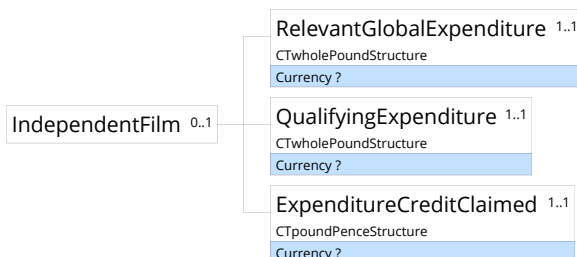 RelevantGlobalExpenditure 1..1
CTwholePoundStructure
Currency ?
IndependentFilm 0..1
QualifyingExpenditure 1..1
CTwholePoundStructure
Currency ?
ExpenditureCreditClaimed 1..1
CTpoundPenceStructure
Currency ?